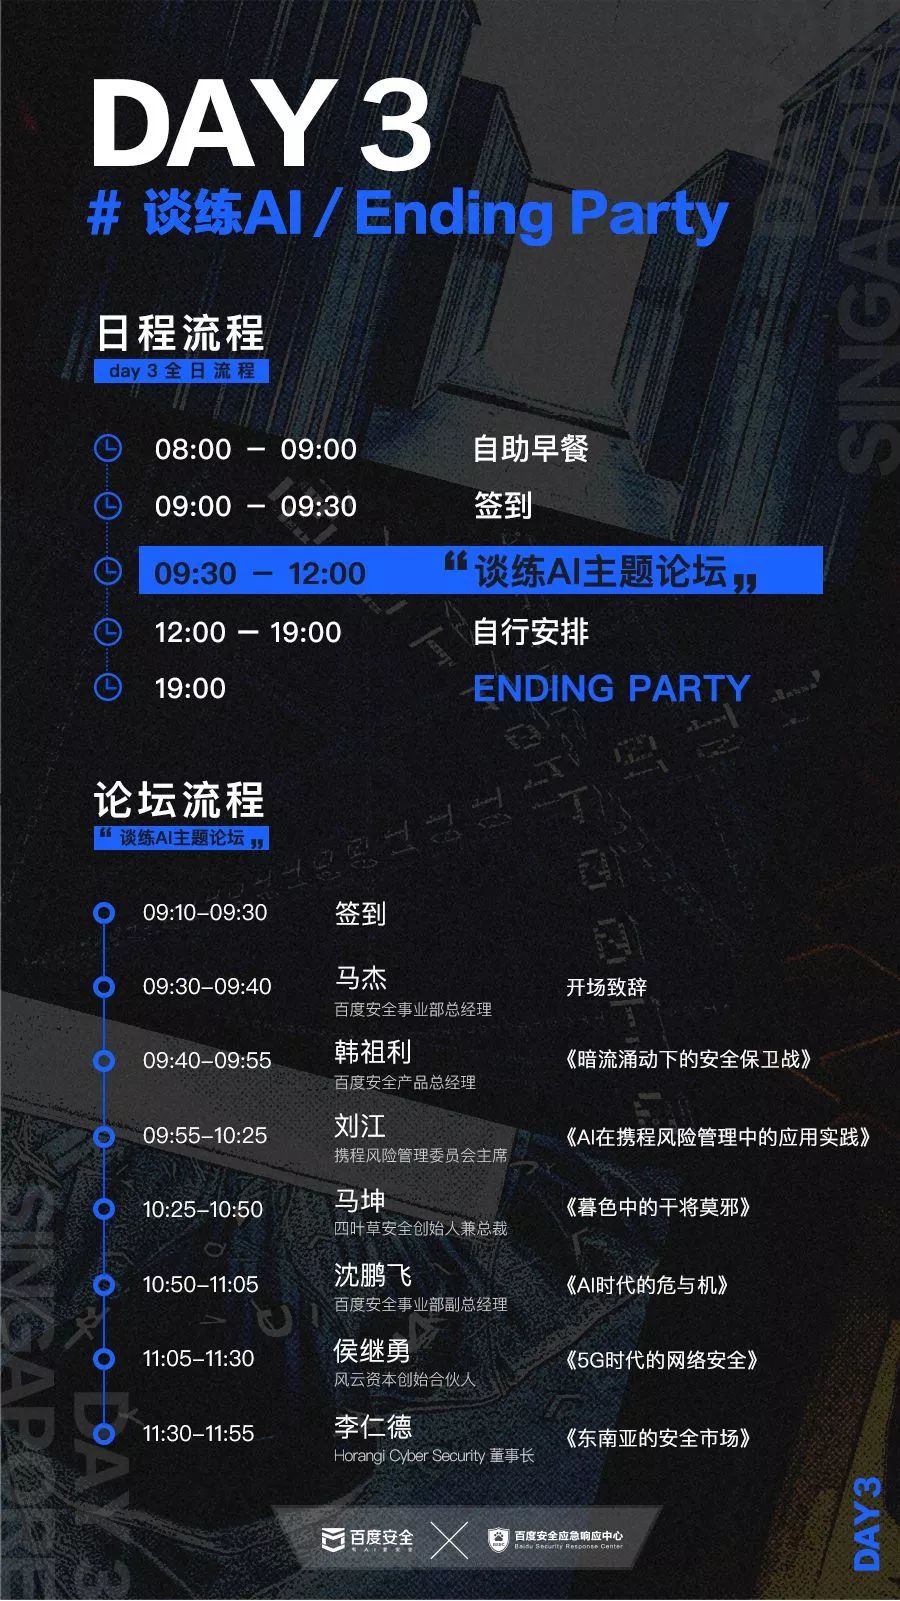 DAY 3
# 谈练AI / Ending Party
日程流程
day 3 全日流程
08:00 – 09:00 自助早餐
09:00 – 09:30 签到
09:30 – 12:00 “谈练AI主题论坛„
12:00 – 19:00 自行安排
19:00 ENDING PARTY
论坛流程
“谈练AI主题论坛„
09:10–09:30 签到
09:30–09:40 马杰 开场致辞
百度安全事业部总经理
09:40–09:55 韩祖利 《暗流涌动下的安全保卫战》
百度安全产品总经理
09:55–10:25 刘江 《AI在携程风险管理中的应用实践》
携程风险管理委员会主席
10:25–10:50 马坤 《暮色中的干将莫邪》
四叶草安全创始人兼总裁
10:50–11:05 沈鹏飞 《AI时代的危与机》
百度安全事业部副总经理
11:05–11:30 侯继勇 《5G时代的网络安全》
风云资本创始合伙人
11:30–11:55 李仁德 《东南亚的安全市场》
Horangi Cyber Security 董事长
百度安全
百度安全应急响应中心
Baidu Security Response Center
DAY 3
SINGAPORE
SINGAPORE
DAY 3